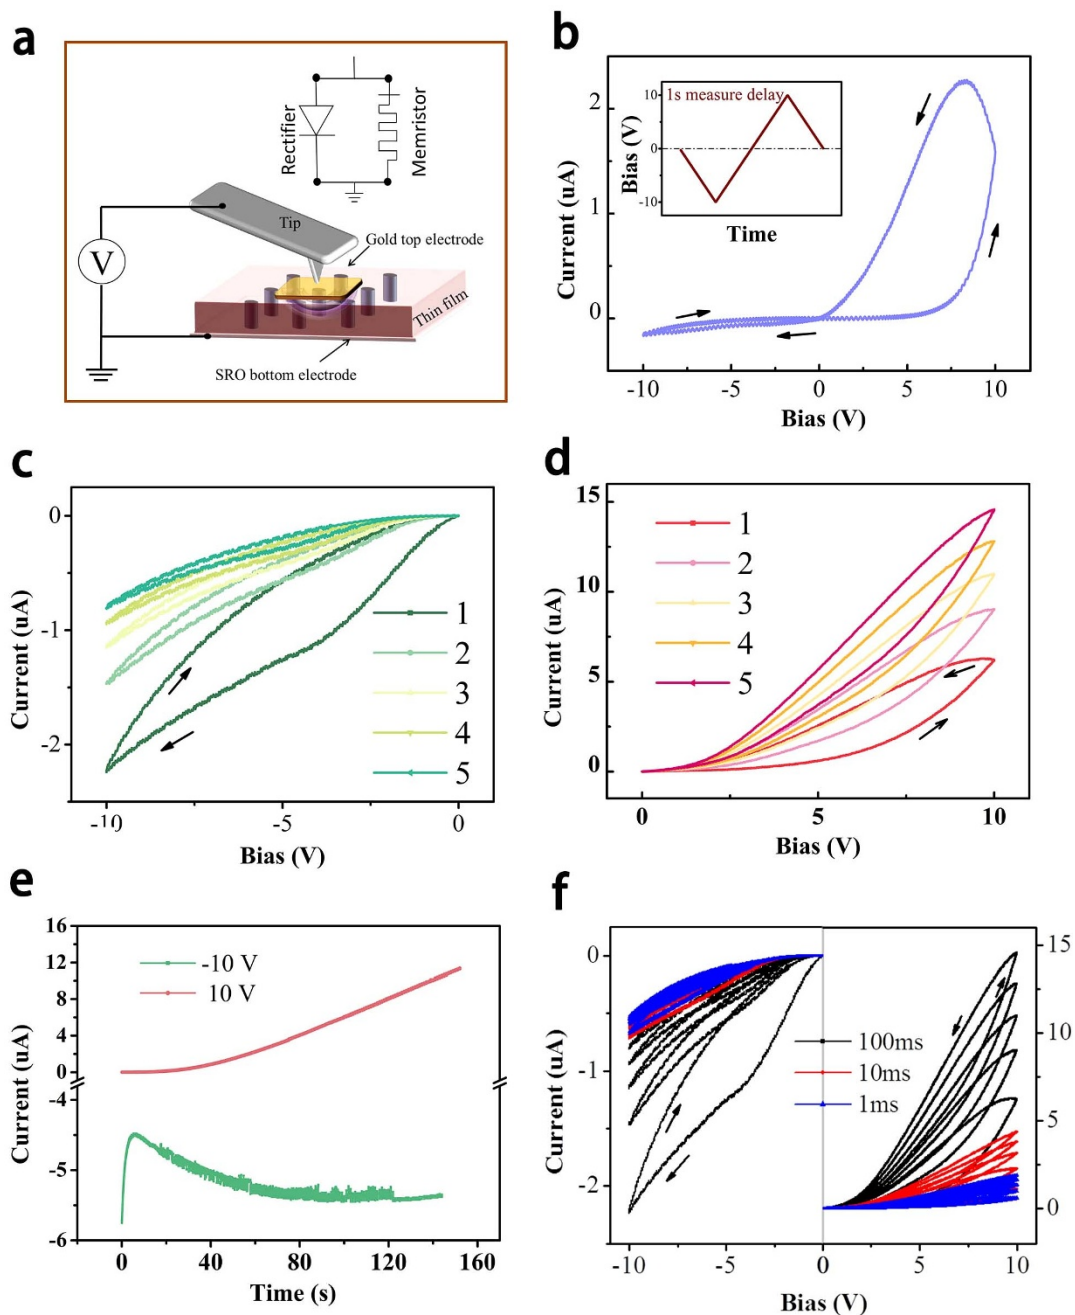 a
Rectifier
Memristor
Tip
Gold top electrode
V
Thin film
SRO bottom electrode
b
1s measure delay
10
0
-10
Bias (V)
Time
2
1
0
Current (uA)
-10
-5
0
5
10
Bias (V)
c
0
-1
-2
Current (uA)
1
2
3
4
5
-10
-5
0
Bias (V)
d
15
10
5
0
Current (uA)
1
2
3
4
5
0
5
10
Bias (V)
e
16
12
8
4
0
-4
-5
-6
Current (uA)
-10 V
10 V
0
40
80
120
160
Time (s)
f
0
-1
-2
Current (uA)
100ms
10ms
1ms
15
10
5
0
-10
-5
0
5
10
Bias (V)